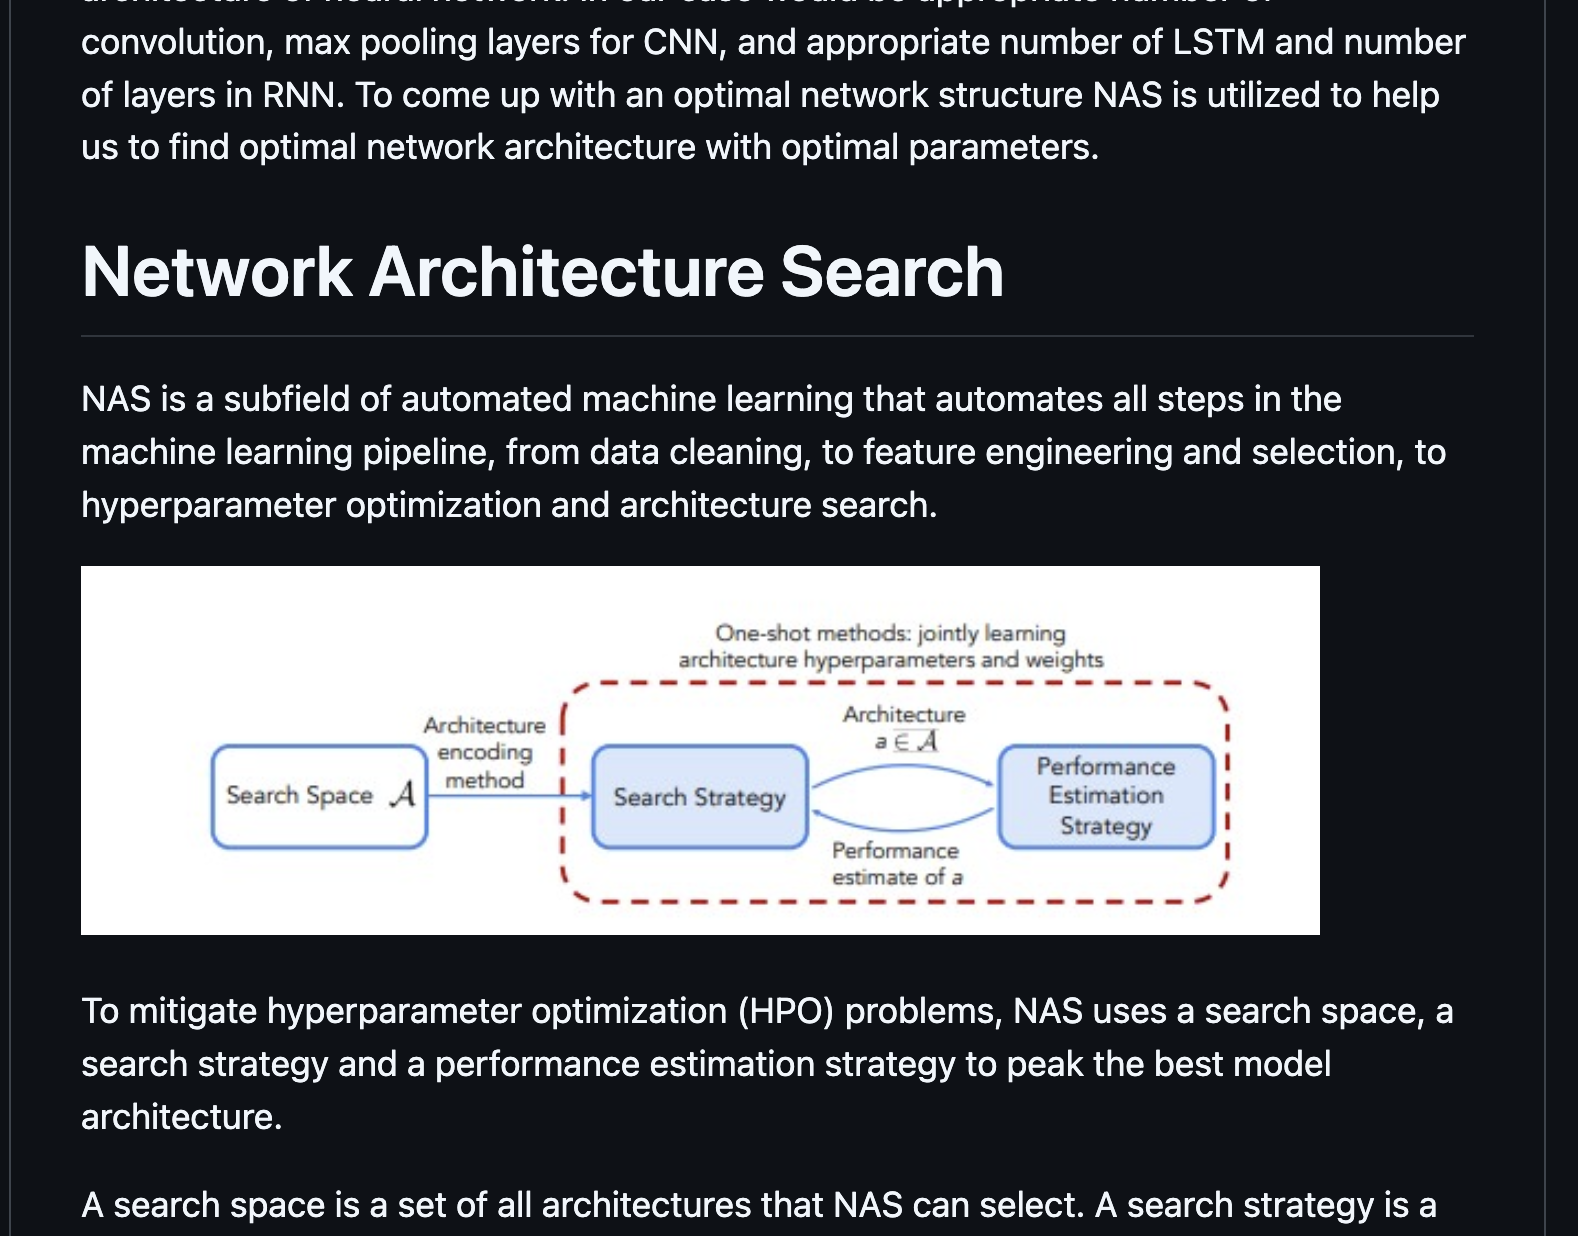 convolution, max pooling layers for CNN, and appropriate number of LSTM and number
of layers in RNN. To come up with an optimal network structure NAS is utilized to help
us to find optimal network architecture with optimal parameters.
Network Architecture Search
NAS is a subfield of automated machine learning that automates all steps in the
machine learning pipeline, from data cleaning, to feature engineering and selection, to
hyperparameter optimization and architecture search.
One-shot methods: jointly learning
architecture hyperparameters and weights
Architecture
encoding
method
Search Space 𝒜
Search Strategy
Architecture
a ∈ 𝒜
Performance
estimate of a
Performance
Estimation
Strategy
To mitigate hyperparameter optimization (HPO) problems, NAS uses a search space, a
search strategy and a performance estimation strategy to peak the best model
architecture.
A search space is a set of all architectures that NAS can select. A search strategy is a